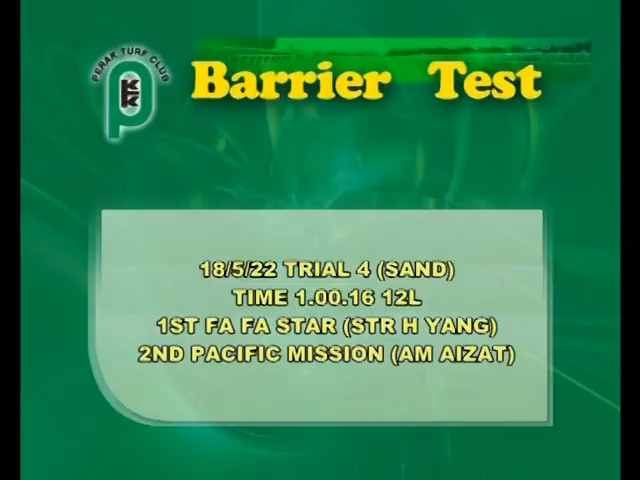 PERAK TURF CLUB
Barrier Test
18/5/22 TRIAL 4 (SAND)
TIME 1.00.16 12L
1ST FA FA STAR (STR H YANG)
2ND PACIFIC MISSION (AM AIZAT)